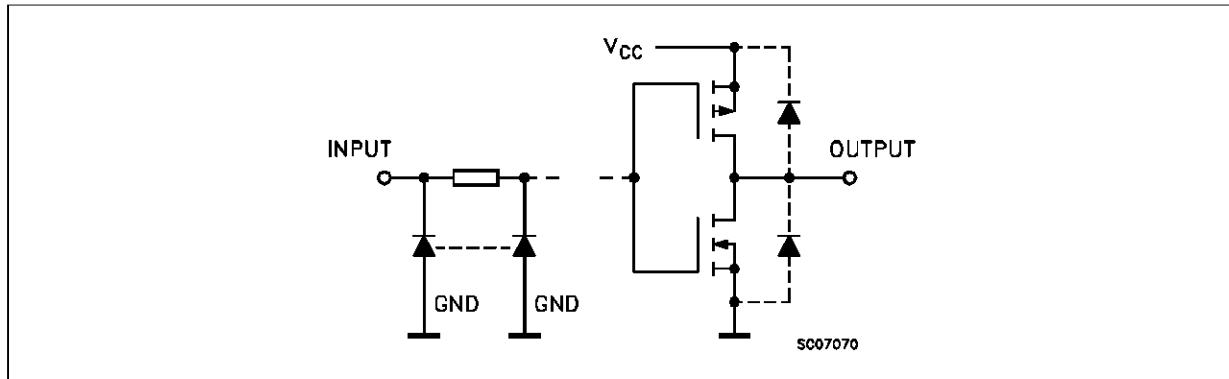 VCC
INPUT
OUTPUT
GND
GND
SC07070